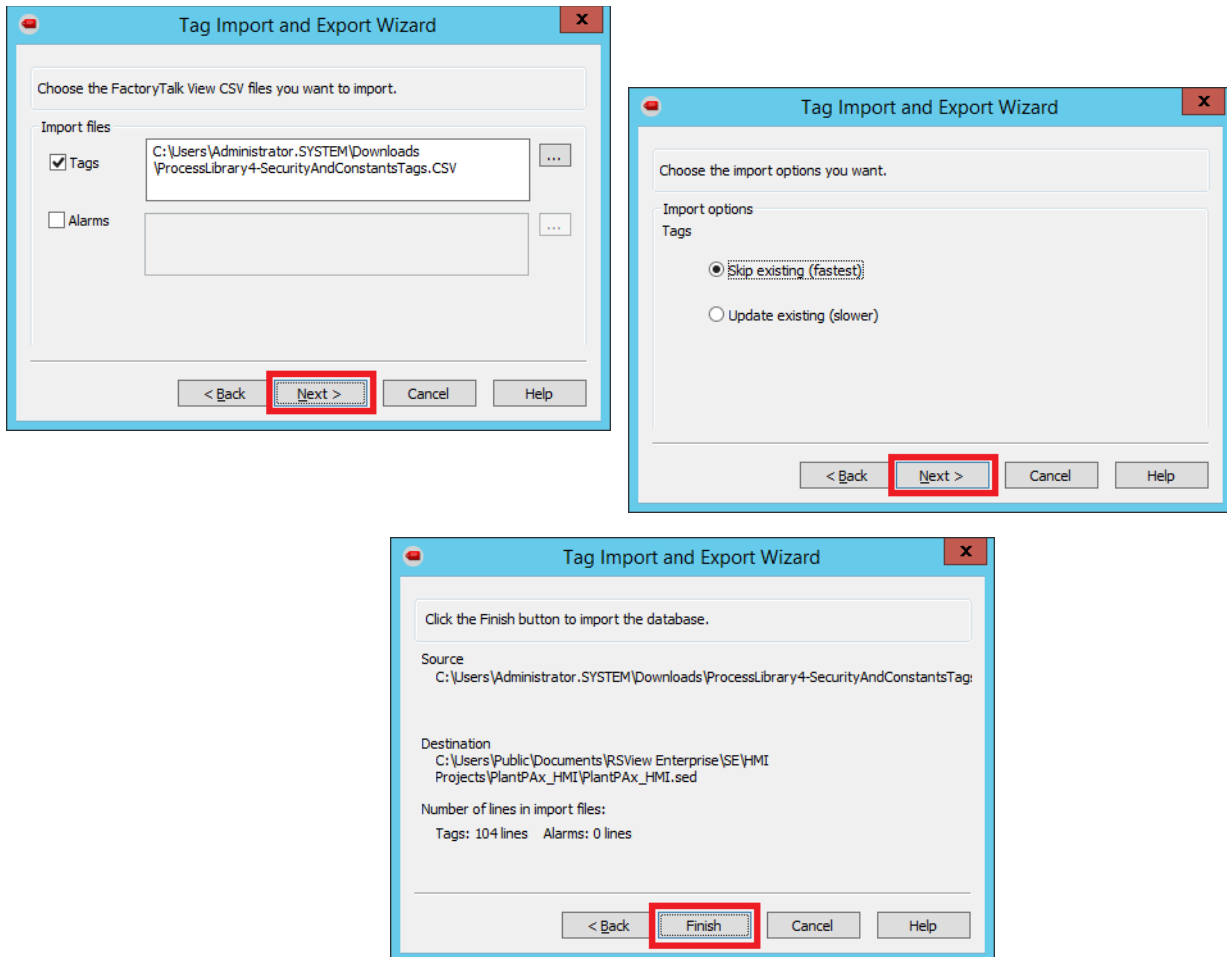 Tag Import and Export Wizard
x
Choose the FactoryTalk View CSV files you want to import.
Import files
Tags
C:\Users\Administrator.SYSTEM\Downloads
\ProcessLibrary4-SecurityAndConstantsTags.CSV
...
Alarms
...
< Back
Next >
Cancel
Help
Tag Import and Export Wizard
x
Choose the import options you want.
Import options
Tags
Skip existing (fastest)
Update existing (slower)
< Back
Next >
Cancel
Help
Tag Import and Export Wizard
x
Click the Finish button to import the database.
Source
C:\Users\Administrator.SYSTEM\Downloads\ProcessLibrary4-SecurityAndConstantsTag
Destination
C:\Users\Public\Documents\RSView Enterprise\SE\HMI
Projects\PlantPAx_HMI\PlantPAx_HMI.sed
Number of lines in import files:
Tags: 104 lines Alarms: 0 lines
< Back
Finish
Cancel
Help